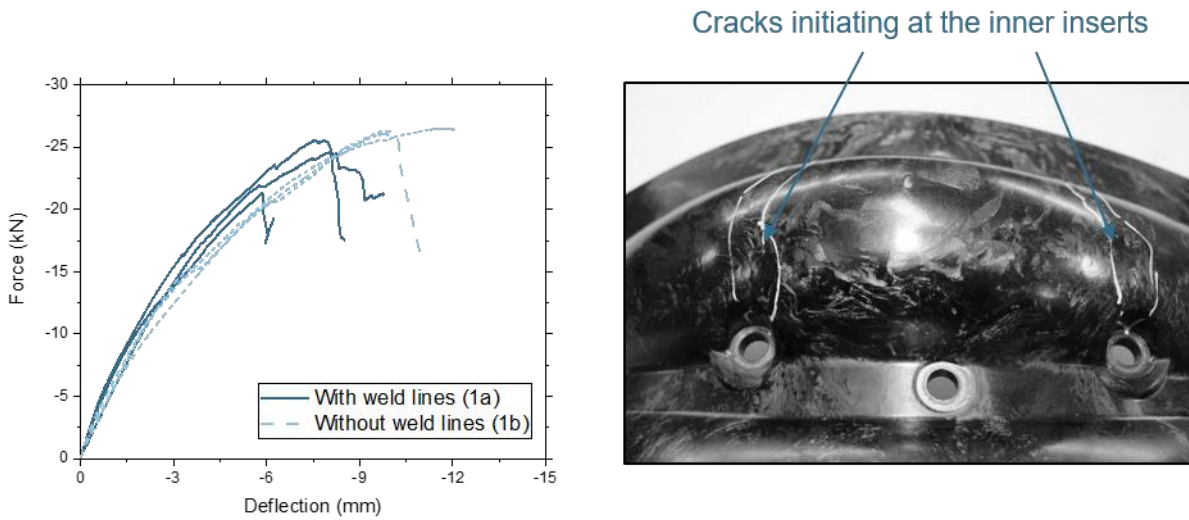 Cracks initiating at the inner inserts
-30
-25
-20
-15
-10
-5
0
Force (kN)
With weld lines (1a)
Without weld lines (1b)
0
-3
-6
-9
-12
-15
Deflection (mm)